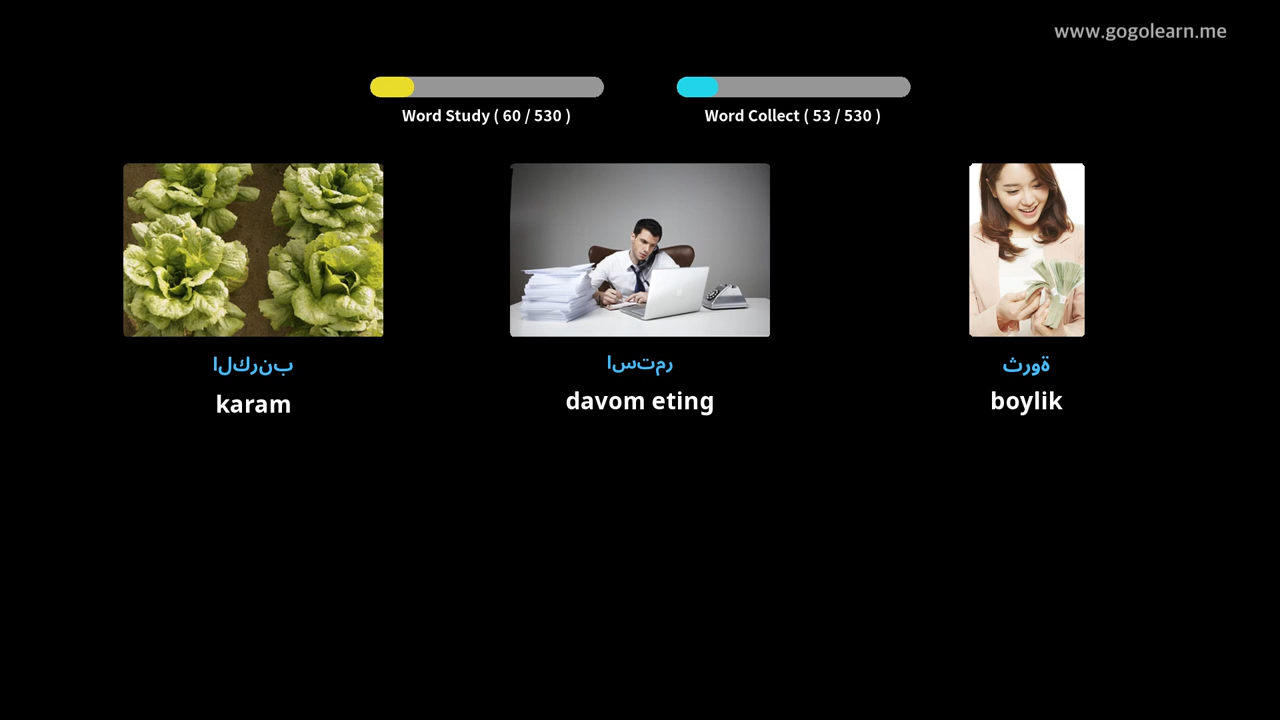 www.gogolearn.me
Word Study ( 60 / 530 )
Word Collect ( 53 / 530 )
الكرنب
استمر
ثروة
karam
davom eting
boylik